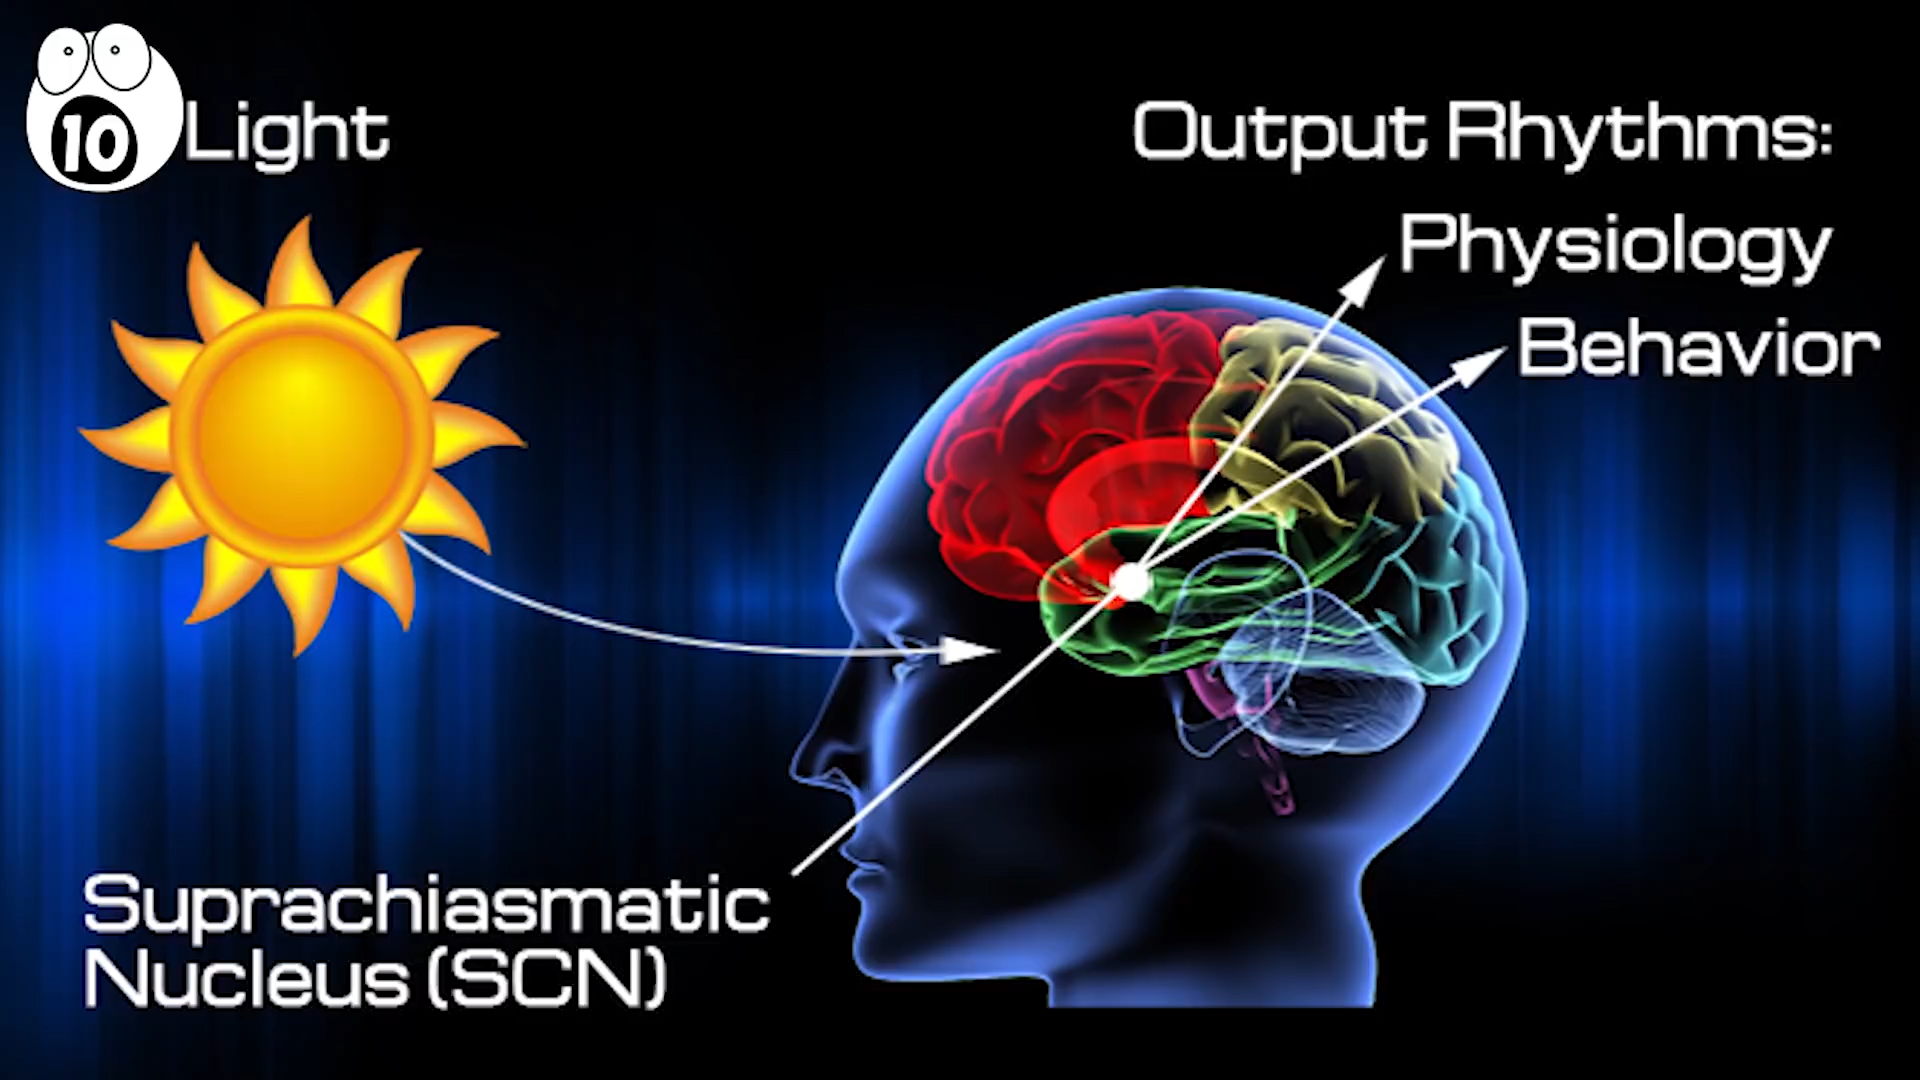 10
Light
Output Rhythms:
Physiology
Behavior
Suprachiasmatic
Nucleus (SCN)